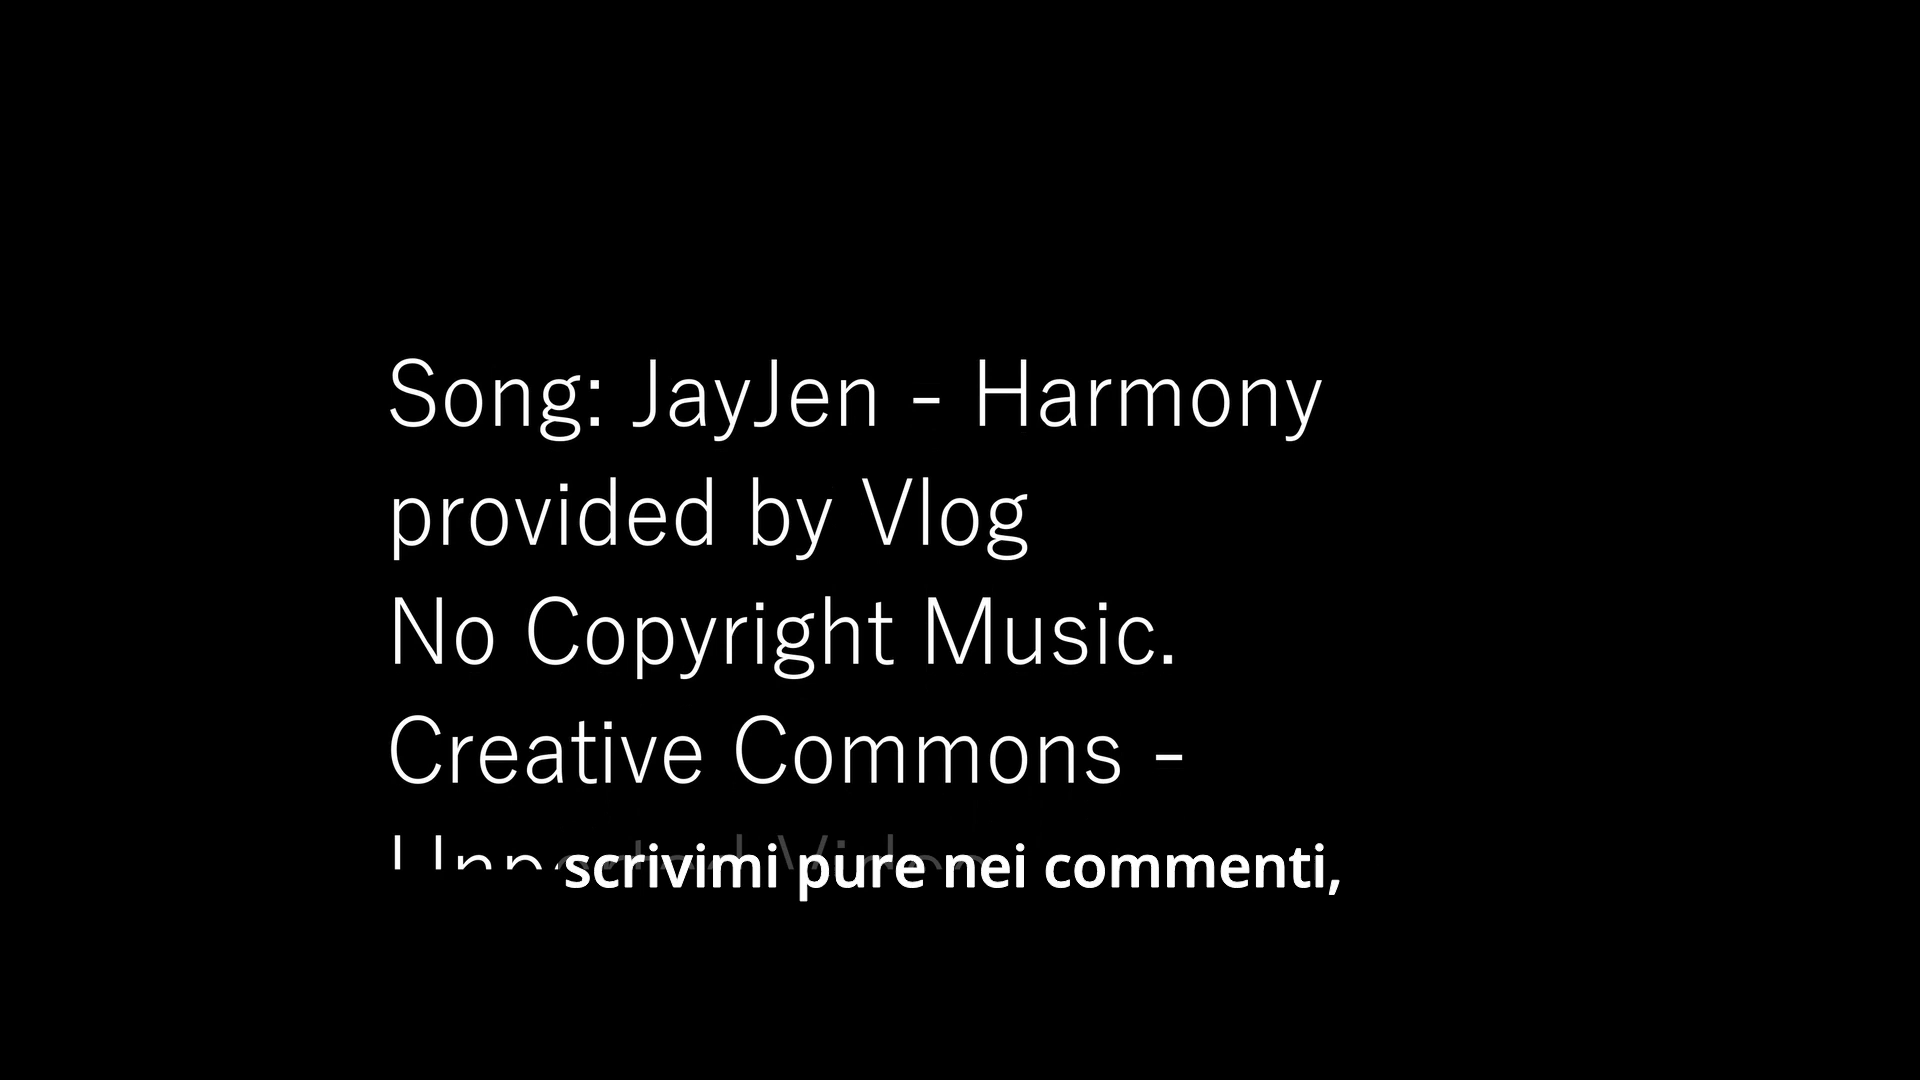 Song: JayJen - Harmony
provided by Vlog
No Copyright Music.
Creative Commons -
scrivimi pure nei commenti,